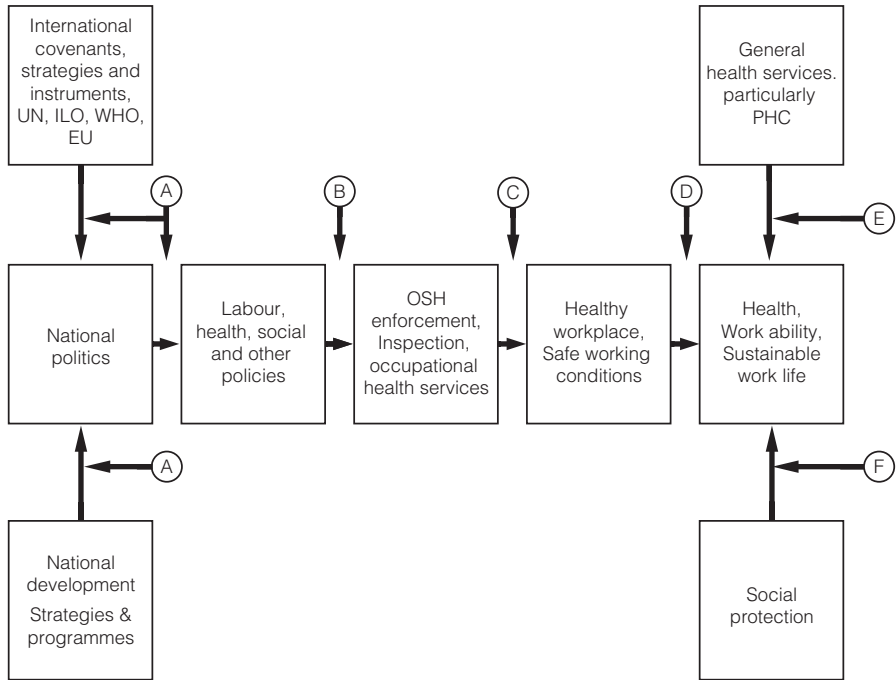 International
covenants,
strategies and
instruments,
UN, ILO, WHO,
EU
General
health services.
particularly
PHC
A
B
C
D
E
National
politics
Labour,
health, social
and other
policies
OSH
enforcement,
Inspection,
occupational
health services
Healthy
workplace,
Safe working
conditions
Health,
Work ability,
Sustainable
work life
A
F
National
development
Strategies &
programmes
Social
protection